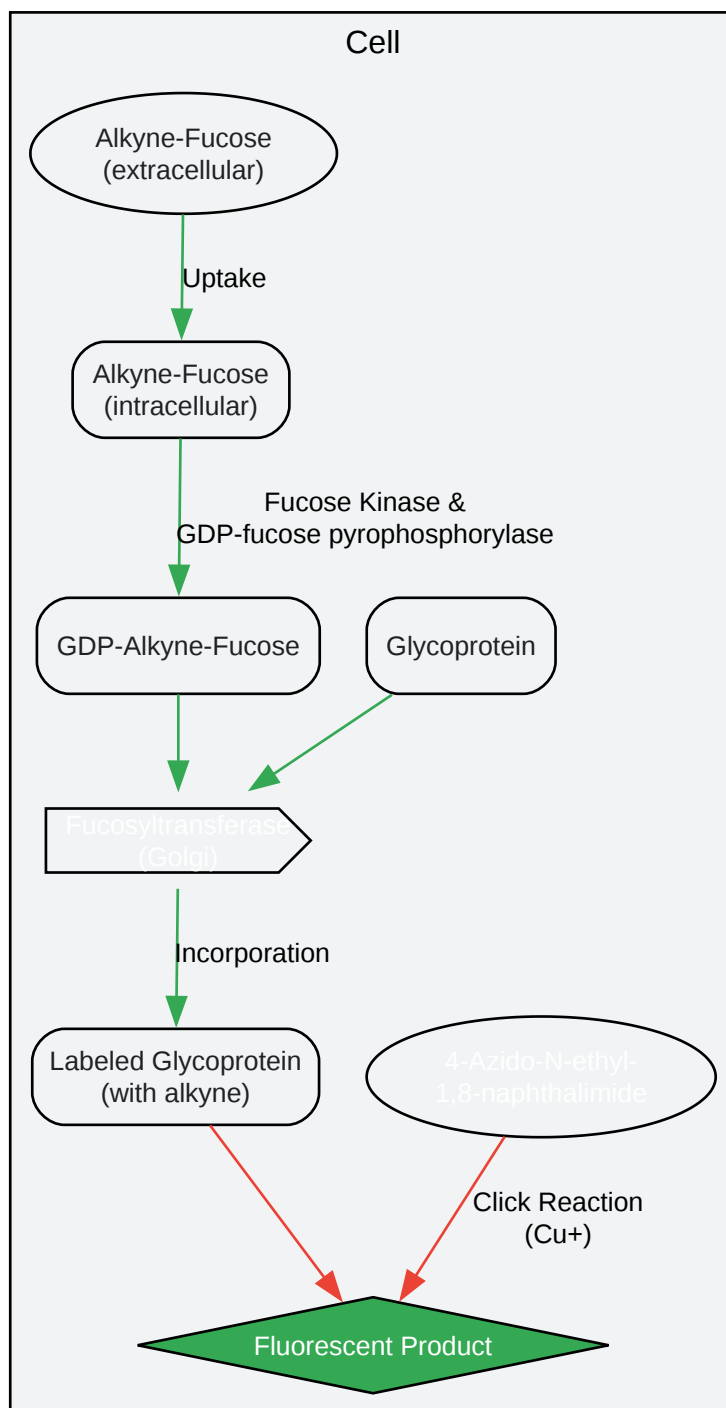 Cell
Alkyne-Fucose
(extracellular)
Uptake
Alkyne-Fucose
(intracellular)
Fucose Kinase &
GDP-fucose pyrophosphorylase
GDP-Alkyne-Fucose
Glycoprotein
Fucosyltransferase
(Golgi)
Incorporation
Labeled Glycoprotein
(with alkyne)
4-Azido-N-ethyl-
1,8-naphthalimide
Click Reaction
(Cu+)
Fluorescent Product